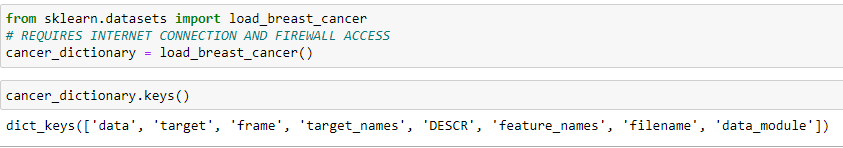 from sklearn.datasets import load_breast_cancer
# REQUIRES INTERNET CONNECTION AND FIREWALL ACCESS
cancer_dictionary = load_breast_cancer()
cancer_dictionary.keys()
dict_keys(['data', 'target', 'frame', 'target_names', 'DESCR', 'feature_names', 'filename', 'data_module'])